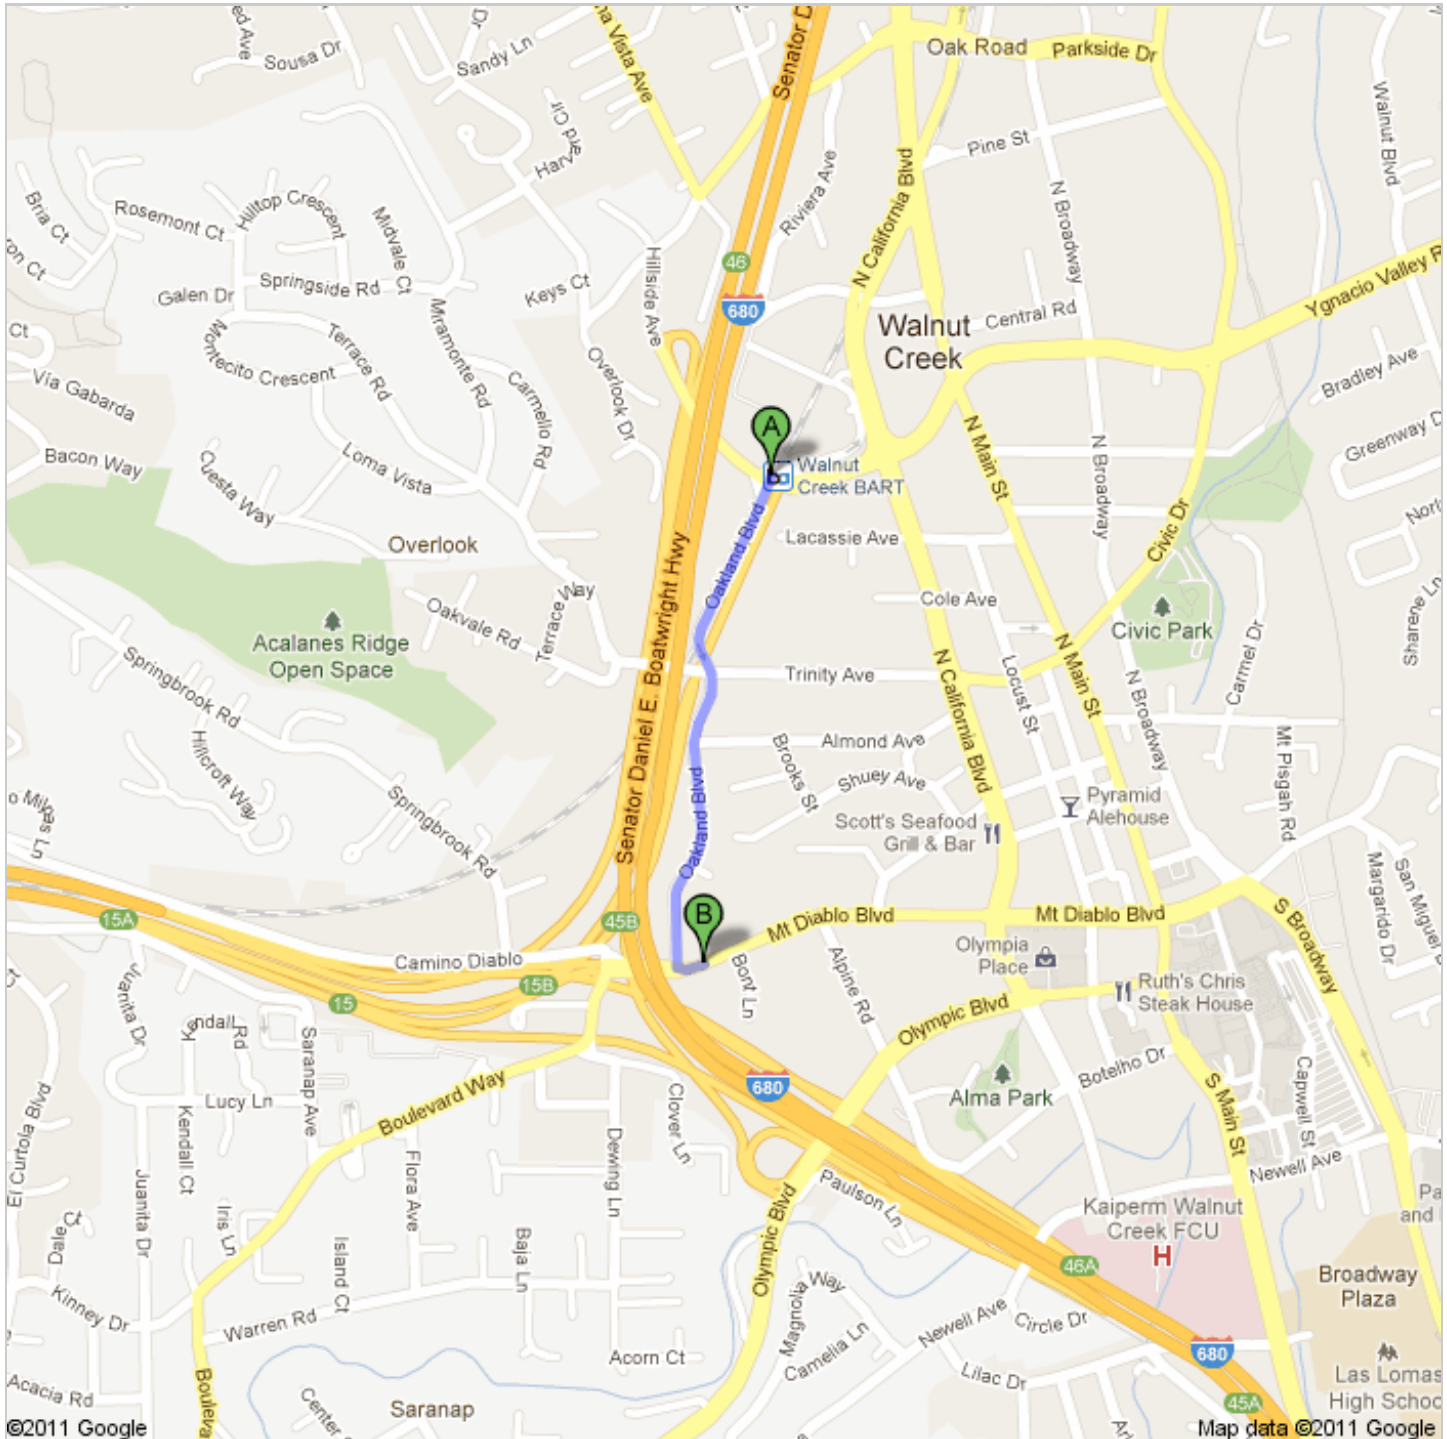 Sousa Dr
Sandy Ln
Vista Ave
Oak Road
Parkside Dr
Pine St
Walnut Blvd
Riviera Ave
N California Blvd
N Broadway
Bria Ct
Rosemont Ct
Hilltop Crescent
Midvale Ct
Hillside Ave
46
680
Galen Dr
Springside Rd
Keys Ct
Central Rd
Ygnacio Valley
Walnut
Creek
Ct
Montecito Crescent
Terrace Rd
Miramonte Rd
Carmello Rd
Overlook Dr
Bradley Ave
Via Gabarda
A
Greenway
Bacon Way
Cuesta Way
Loma Vista
Walnut
Creek BART
N Main St
N Broadway
Overlook
Oakland Blvd
Lacassie Ave
Civic Dr
Senator Daniel E. Boatwright Hwy
Acalanes Ridge
Open Space
Oakvale Rd
Terrace Way
Cole Ave
Civic Park
Carmel Dr
Sharene Ln
Springbrook Rd
Trinity Ave
N California Blvd
Locust St
N Main St
N Broadway
Hillcroft Way
Almond Ave
Brooks St
Shuey Ave
Mt Pisgah Rd
Springbrook Rd
Oakland Blvd
Scott's Seafood
Grill & Bar
Pyramid
Alehouse
Margarido Dr
San Miguel
15A
45B
B
Mt Diablo Blvd
Mt Diablo Blvd
S Broadway
Camino Diablo
15B
15
Bont Ln
Alpine Rd
Olympia
Place
Ruth's Chris
Steak House
Juanita Dr
Kendall Rd
Saranap Ave
Olympic Blvd
Botelho Dr
680
Alma Park
S Main St
Capwell St
El Curtola Blvd
Lucy Ln
Kendall Ct
Boulevard Way
Clover Ln
Dewing Ln
Newell Ave
Juanita Dr
Flora Ave
Paulson Ln
Kaiperm Walnut
Creek FCU
H
Dale Ct
Iris Ln
Island Ct
Baja Ln
Olympic Blvd
46A
Broadway
Plaza
Kinney Dr
Warren Rd
Magnolia Way
Newell Ave
Circle Dr
680
Acorn Ct
Camelia Ln
Lilac Dr
Las Lomas
High Schoo
Acacia Rd
Bouleva
Center
Saranap
45A
©2011 Google
Map data ©2011 Google